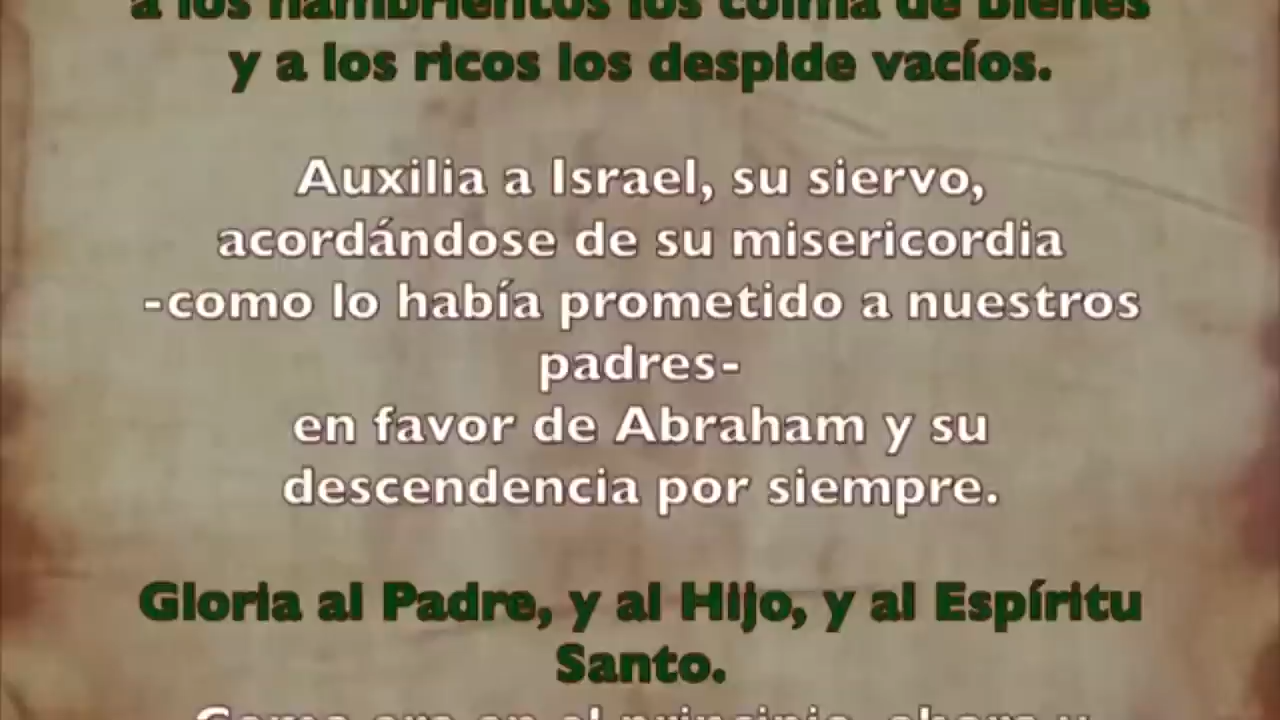 a los hambrientos los colma de bienes
y a los ricos los despide vacíos.
Auxilia a Israel, su siervo,
acordándose de su misericordia
-como lo había prometido a nuestros
padres-
en favor de Abraham y su
descendencia por siempre.
Gloria al Padre, y al Hijo, y al Espíritu
Santo.
Como era en el principio, ahora y